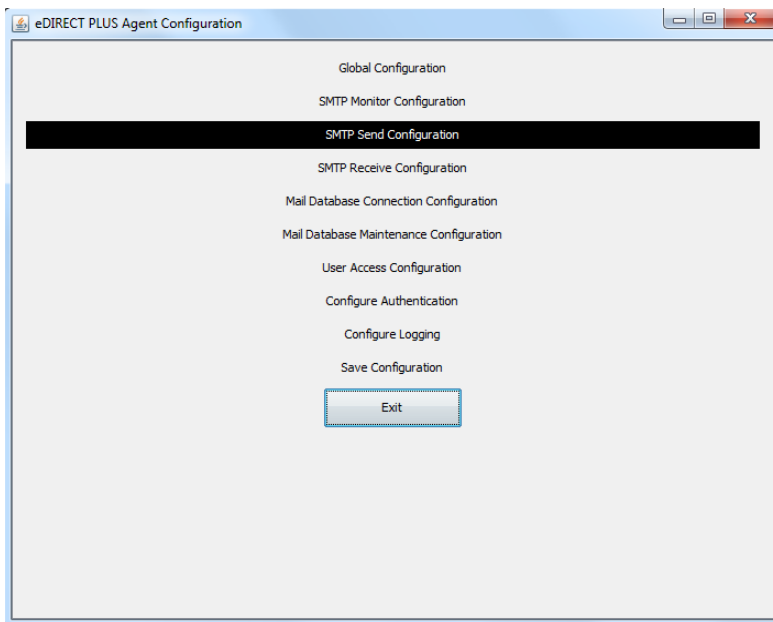 eDIRECT PLUS Agent Configuration
Global Configuration
SMTP Monitor Configuration
SMTP Send Configuration
SMTP Receive Configuration
Mail Database Connection Configuration
Mail Database Maintenance Configuration
User Access Configuration
Configure Authentication
Configure Logging
Save Configuration
Exit